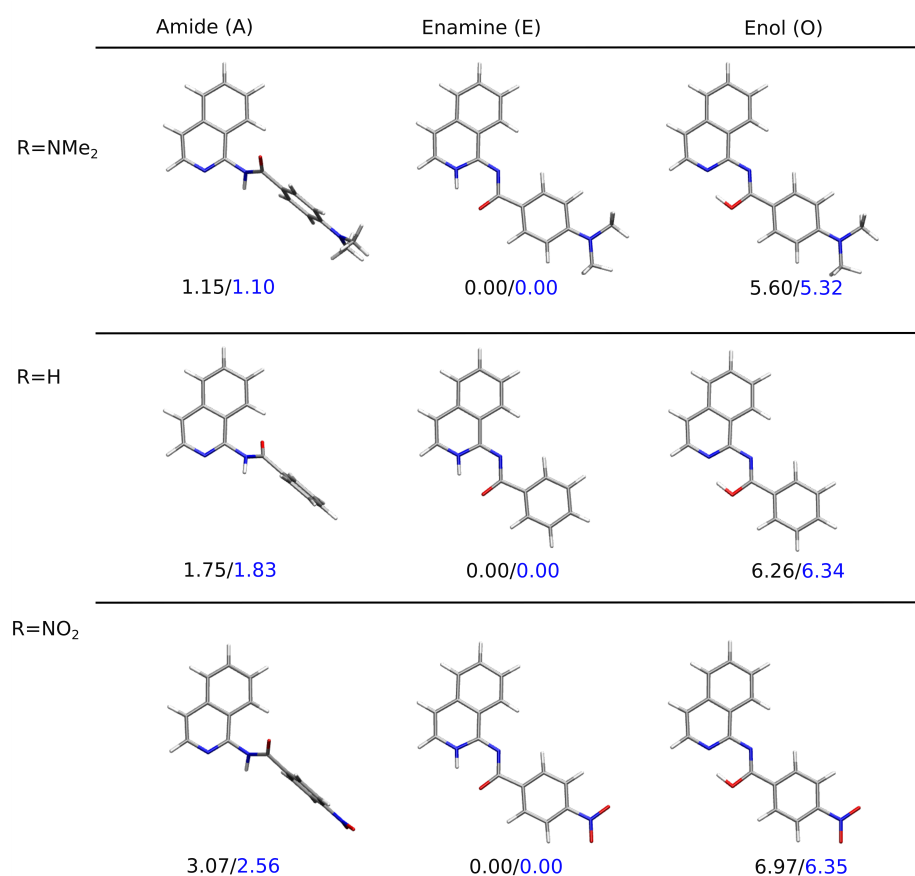 Amide (A) Enamine (E) Enol (O)
R=NMe₂
1.15/1.10 0.00/0.00 5.60/5.32
R=H
1.75/1.83 0.00/0.00 6.26/6.34
R=NO₂
3.07/2.56 0.00/0.00 6.97/6.35